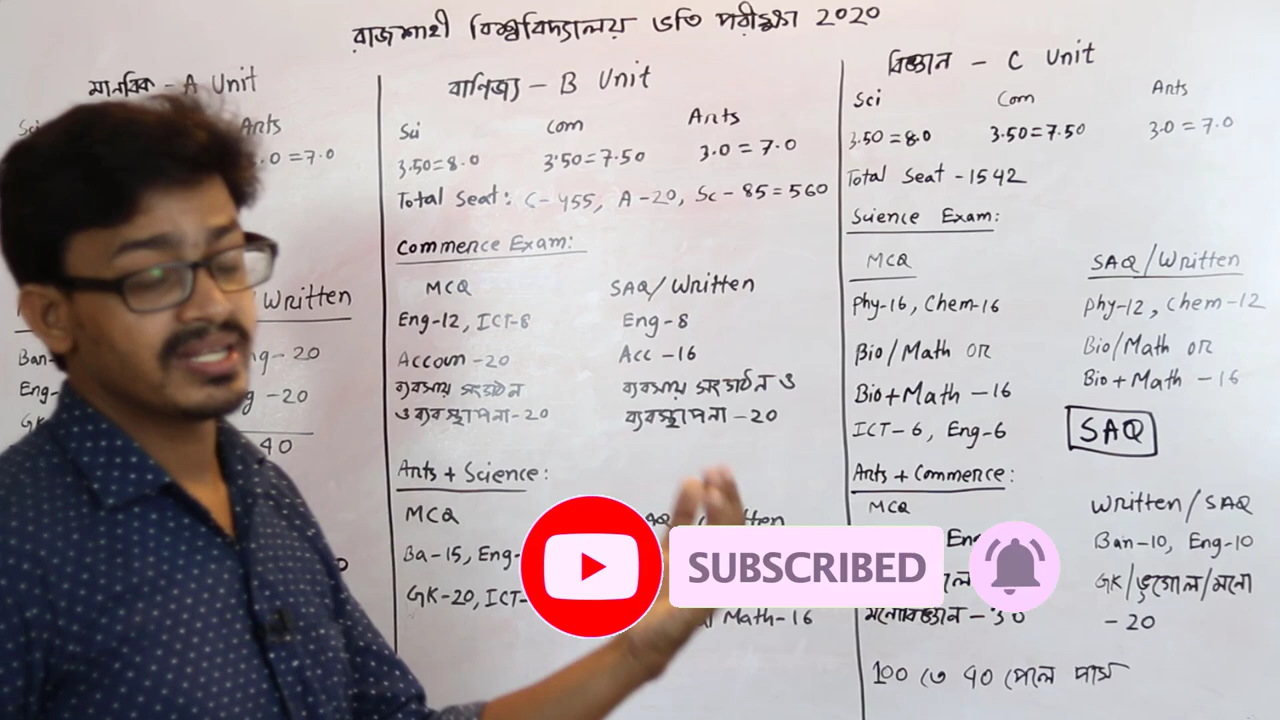 রাজশাহী বিশ্ববিদ্যালয় ভর্তি পরীক্ষা 2020
মানবিক - A Unit
Arts
.0 = 7.0
Written
Ban-
ng - 20
Eng-
g - 20
40
বানিজ্য - B Unit
Sci Com Arts
3.50=8.0 3.50=7.50 3.0 = 7.0
Total Seat: C-455, A-20, Sc-85=560
Commerce Exam:
MCQ SAQ/Written
Eng-12, ICT-8 Eng-8
Accoun-20 Acc-16
ব্যবসায় সংগঠন ব্যবসায় সংগঠন ও
ও ব্যবস্থাপনা-20 ব্যবস্থাপনা-20
Arts + Science:
MCQ
Ba-15, Eng-
GK-20, ICT-
Math-16
বিজ্ঞান - C Unit
Sci Com Arts
3.50=8.0 3.50=7.50 3.0=7.0
Total Seat-1542
Science Exam:
MCQ SAQ/Written
Phy-16, Chem-16 Phy-12, Chem-12
Bio/Math OR Bio/Math OR
Bio+Math-16 Bio+Math-16
ICT-6, Eng-6 SAQ
Arts + Commerce:
MCQ Written/SAQ
Ban-10, Eng-10
GK/ভুগোল/মনো
মনোবিজ্ঞান-30 -20
100 তে 40 পেলে পাস
SUBSCRIBED